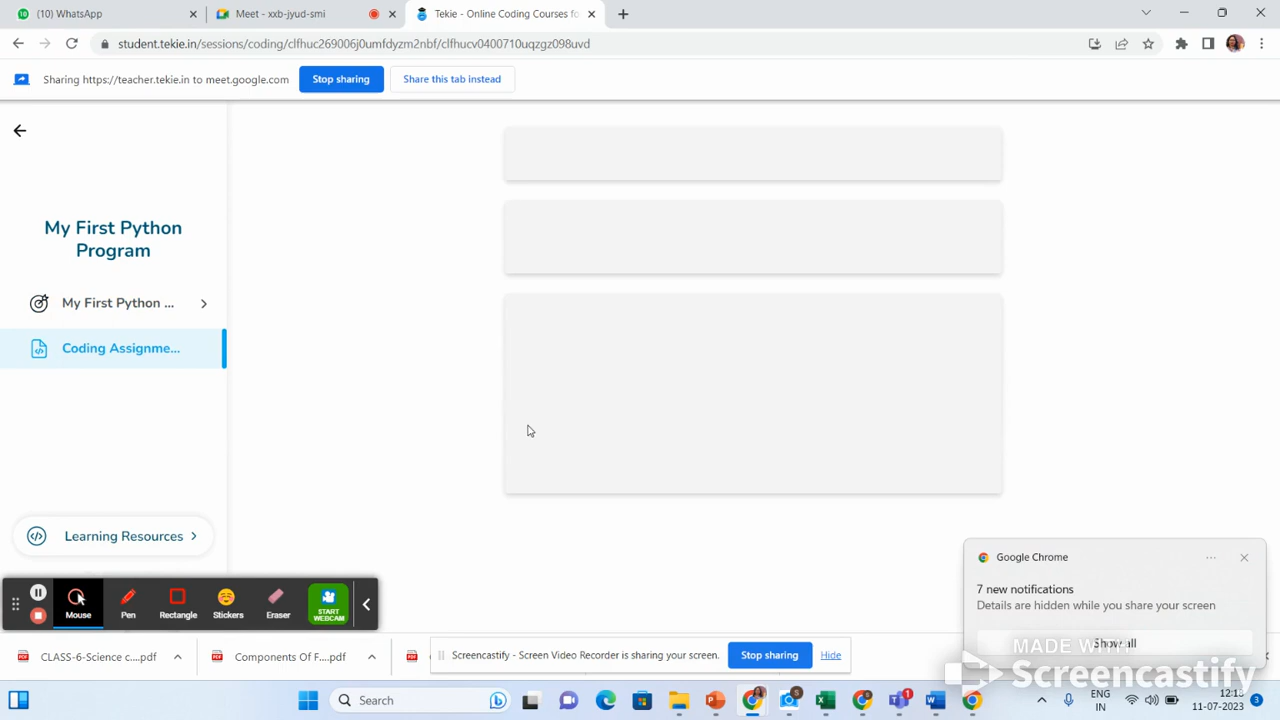 (10) WhatsApp
Meet - xxb-jyud-smi
Tekie - Online Coding Courses fo
student.tekie.in/sessions/coding/clfhuc269006j0umfdyzm2nbf/clfhucv0400710uqzgz098uvd
Sharing https://teacher.tekie.in to meet.google.com
Stop sharing
Share this tab instead
My First Python
Program
My First Python ...
Coding Assignme...
Learning Resources
Google Chrome
7 new notifications
Details are hidden while you share your screen
Show all
MADE WITH
Screencastify
Mouse
Pen
Rectangle
Stickers
Eraser
START
WEBCAM
CLASS-6-Science c....pdf
Components Of F....pdf
Screencastify - Screen Video Recorder is sharing your screen.
Stop sharing
Hide
Search
ENG
IN
11-07-2023